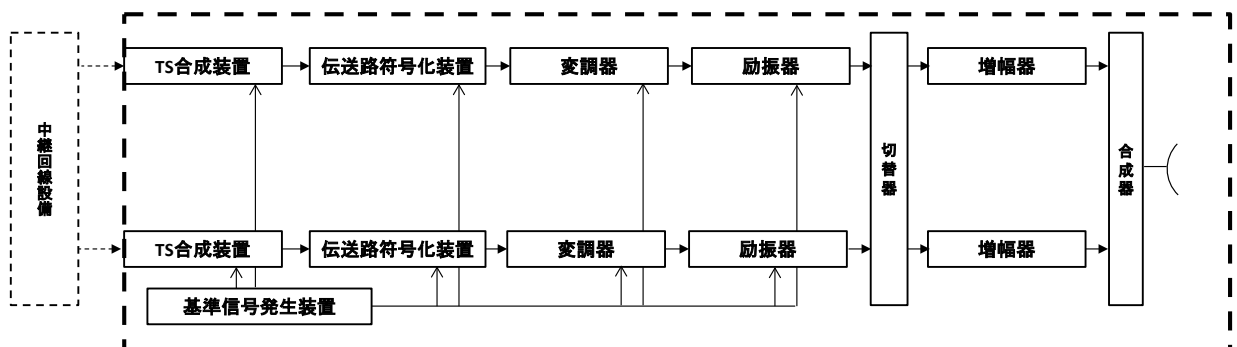 中継回線設備
TS合成装置
伝送路符号化装置
変調器
励振器
切替器
増幅器
合成器
TS合成装置
伝送路符号化装置
変調器
励振器
増幅器
基準信号発生装置